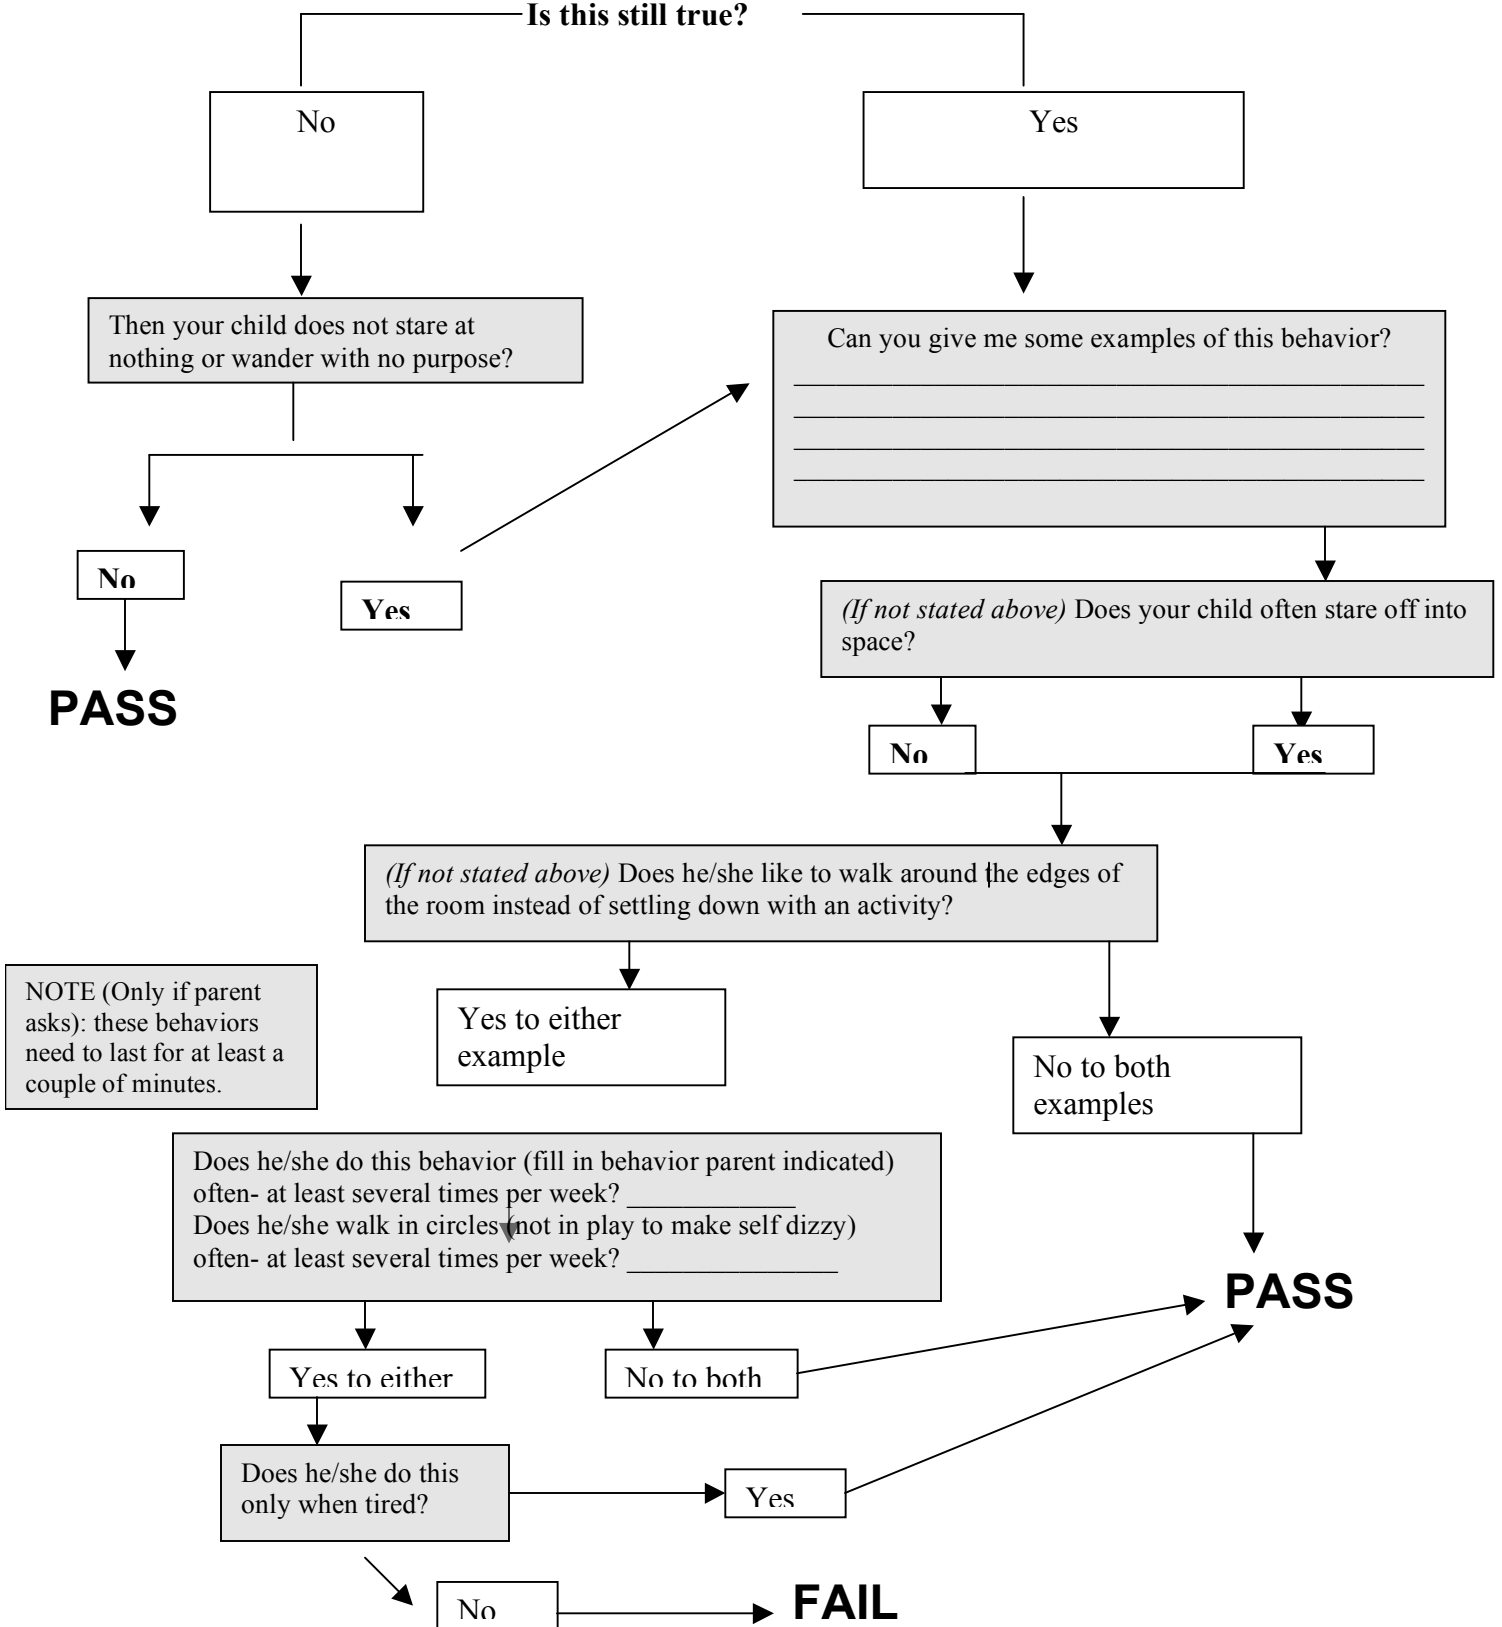 Is this still true?
No
Yes
Then your child does not stare at
nothing or wander with no purpose?
Can you give me some examples of this behavior?
No
Yes
PASS
(If not stated above) Does your child often stare off into
space?
No
Yes
(If not stated above) Does he/she like to walk around the edges of
the room instead of settling down with an activity?
NOTE (Only if parent
asks): these behaviors
need to last for at least a
couple of minutes.
Yes to either
example
No to both
examples
Does he/she do this behavior (fill in behavior parent indicated)
often- at least several times per week? ____________
Does he/she walk in circles (not in play to make self dizzy)
often- at least several times per week? _______________
PASS
Yes to either
No to both
Does he/she do this
only when tired?
Yes
No
FAIL